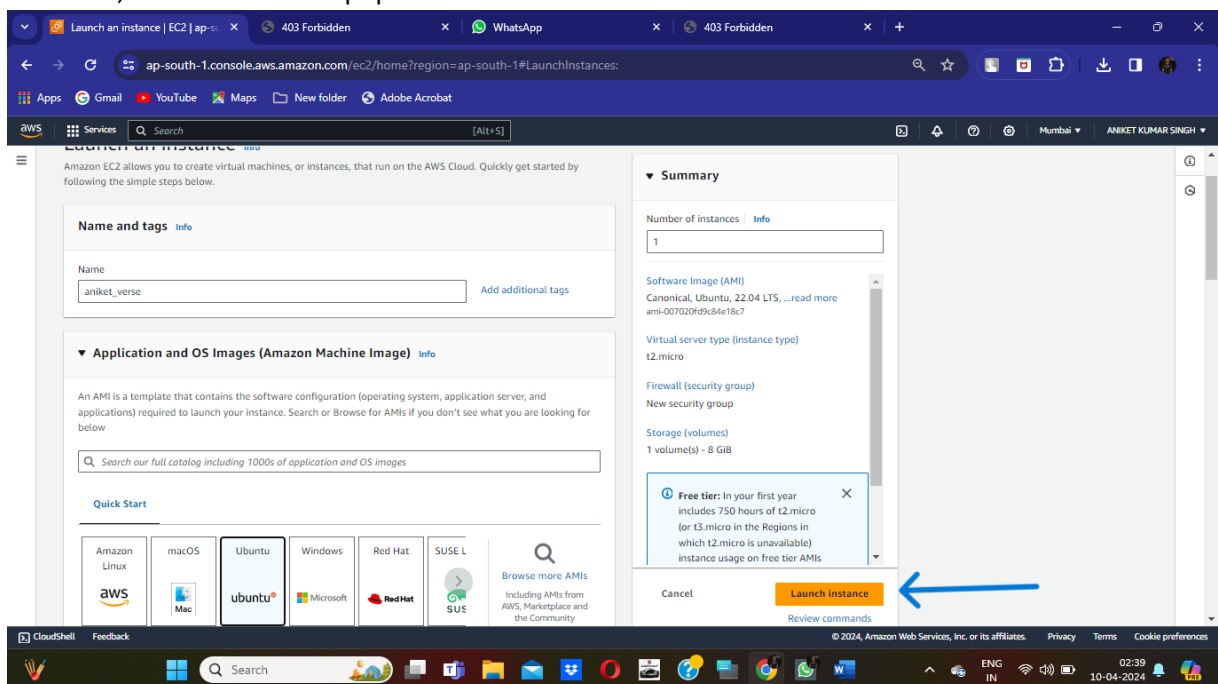 Launch an instance | EC2 | ap-so
403 Forbidden
WhatsApp
403 Forbidden
ap-south-1.console.aws.amazon.com/ec2/home?region=ap-south-1#LaunchInstances:
Apps
Gmail
YouTube
Maps
New folder
Adobe Acrobat
aws
Services
Search
[Alt+S]
Mumbai
ANIKET KUMAR SINGH
Launch an instance Info
Amazon EC2 allows you to create virtual machines, or instances, that run on the AWS Cloud. Quickly get started by
following the simple steps below.
Name and tags Info
Name
aniket_verse
Add additional tags
Application and OS Images (Amazon Machine Image) Info
An AMI is a template that contains the software configuration (operating system, application server, and
applications) required to launch your instance. Search or Browse for AMIs if you don't see what you are looking for
below
Search our full catalog including 1000s of application and OS images
Quick Start
Amazon
Linux
aws
macOS
Mac
Ubuntu
ubuntu®
Windows
Microsoft
Red Hat
Red Hat
SUSE L
SUS
Browse more AMIs
Including AMIs from
AWS, Marketplace and
the Community
Summary
Number of instances Info
1
Software Image (AMI)
Canonical, Ubuntu, 22.04 LTS, ...read more
ami-007020fd9c84e18c7
Virtual server type (instance type)
t2.micro
Firewall (security group)
New security group
Storage (volumes)
1 volume(s) - 8 GiB
Free tier: In your first year
includes 750 hours of t2.micro
(or t3.micro in the Regions in
which t2.micro is unavailable)
instance usage on free tier AMIs
Cancel
Launch instance
Review commands
CloudShell
Feedback
© 2024, Amazon Web Services, Inc. or its affiliates.
Privacy
Terms
Cookie preferences
Search
ENG
IN
02:39
10-04-2024
PRE